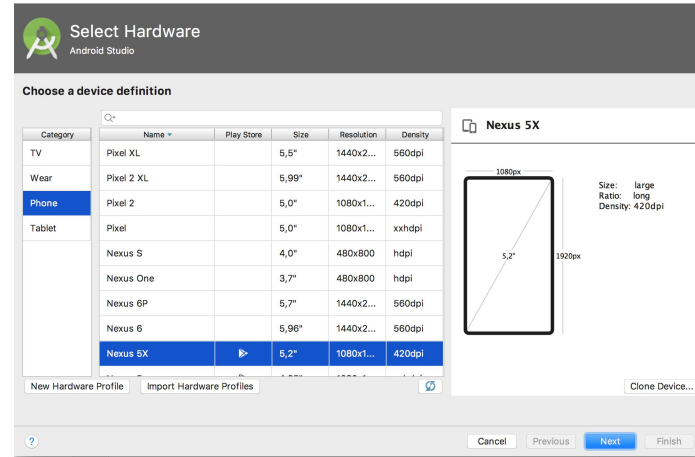 Select Hardware
Android Studio
Choose a device definition
Category
TV
Wear
Phone
Tablet
Name Play Store Size Resolution Density
Pixel XL 5,5" 1440x2... 560dpi
Pixel 2 XL 5,99" 1440x2... 560dpi
Pixel 2 5,0" 1080x1... 420dpi
Pixel 5,0" 1080x1... xxhdpi
Nexus S 4,0" 480x800 hdpi
Nexus One 3,7" 480x800 hdpi
Nexus 6P 5,7" 1440x2... 560dpi
Nexus 6 5,96" 1440x2... 560dpi
Nexus 5X 5,2" 1080x1... 420dpi
New Hardware Profile Import Hardware Profiles
Nexus 5X
1080px
5,2"
1920px
Size: large
Ratio: long
Density: 420dpi
Clone Device...
? Cancel Previous Next Finish